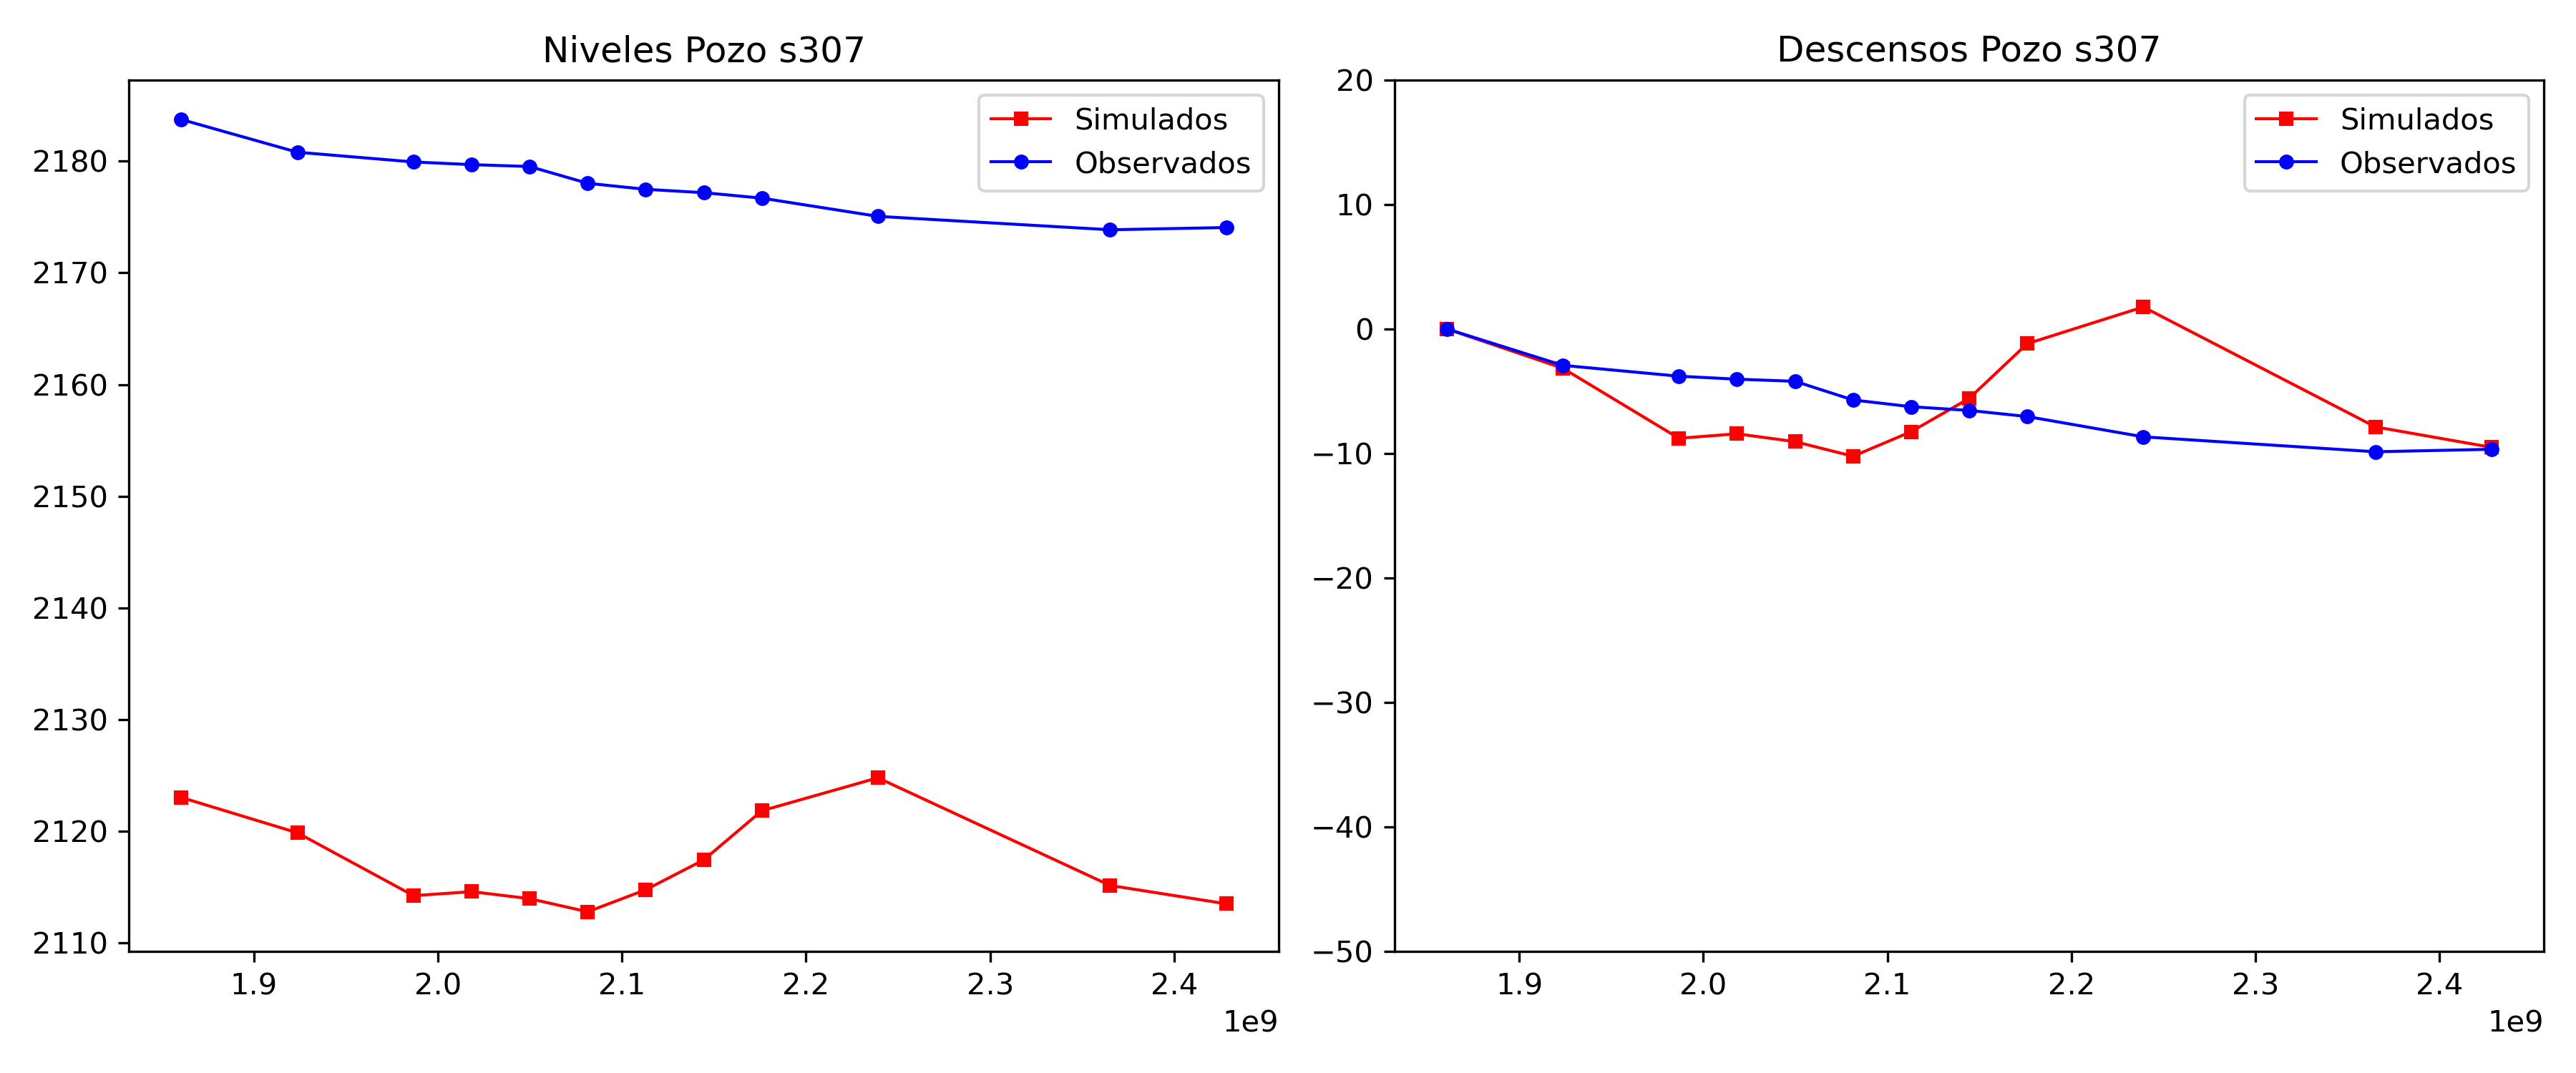 Niveles Pozo s307
Simulados
Observados
2180
2170
2160
2150
2140
2130
2120
2110
1.9 2.0 2.1 2.2 2.3 2.4
1e9
Descensos Pozo s307
Simulados
Observados
20
10
0
−10
−20
−30
−40
−50
1.9 2.0 2.1 2.2 2.3 2.4
1e9